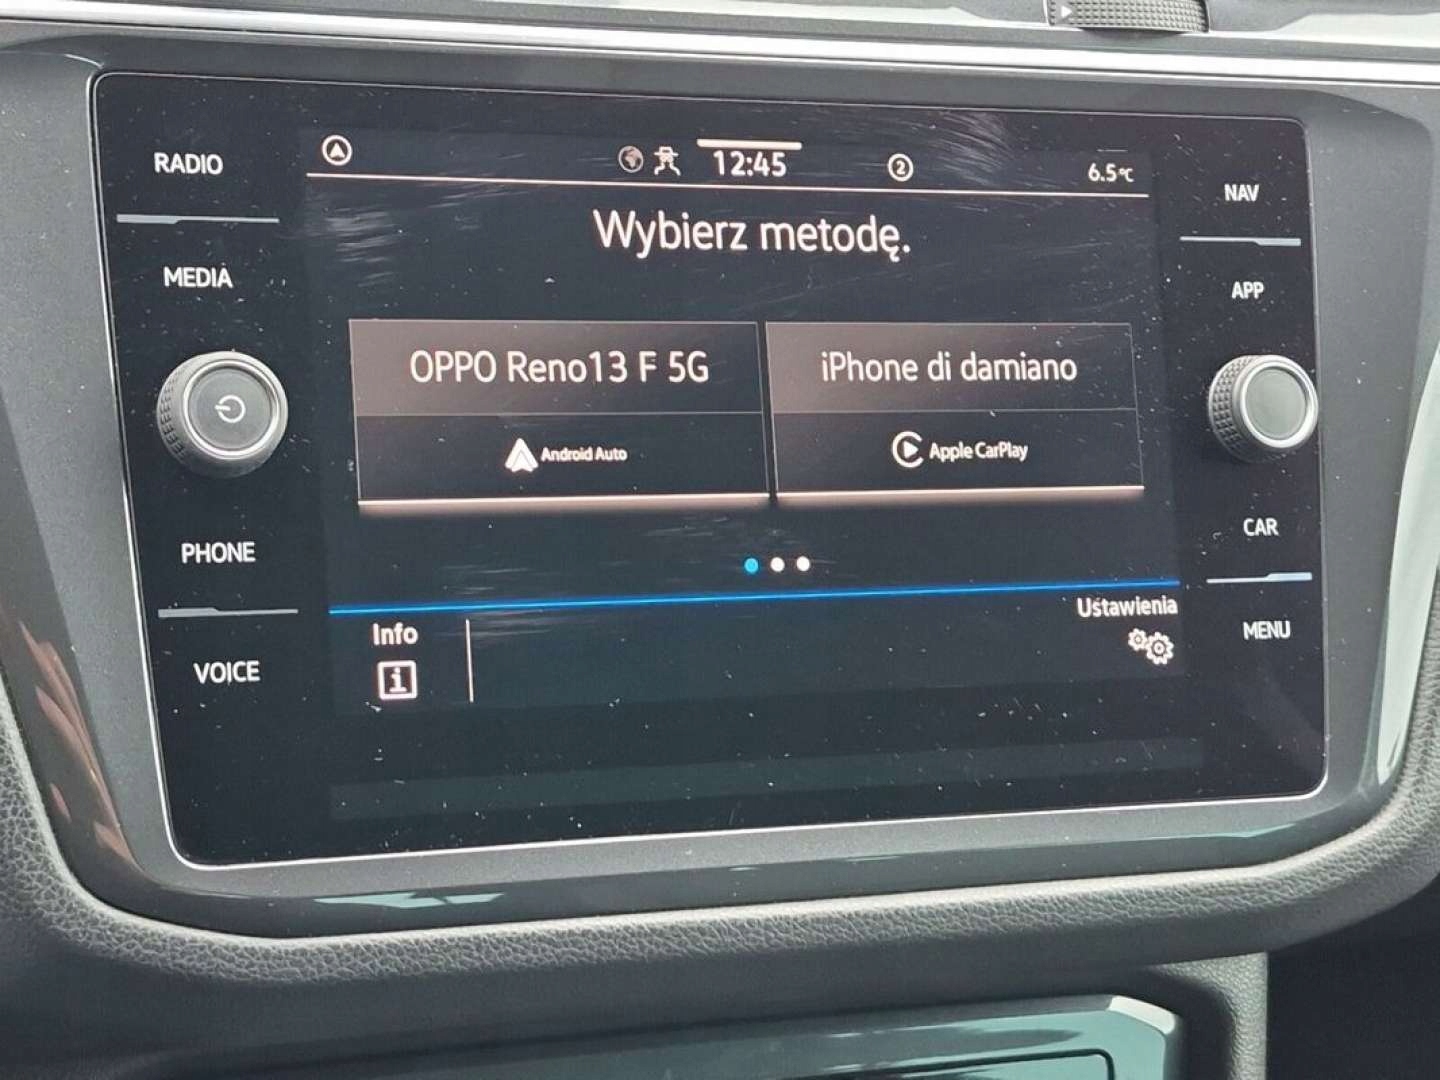 RADIO
MEDIA
PHONE
VOICE
12:45
2
6.5°C
Wybierz metodę.
OPPO Reno13 F 5G
Android Auto
iPhone di damiano
Apple CarPlay
Info
i
Ustawienia
NAV
APP
CAR
MENU